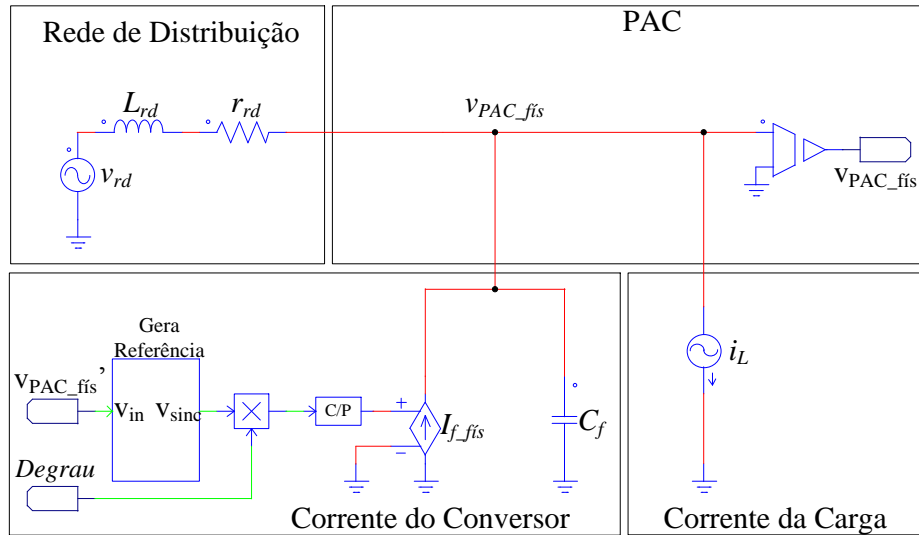 Rede de Distribuição
PAC
L_rd
r_rd
v_PAC_fís
v_rd
v_PAC_fís
Gera
Referência
v_PAC_fís'
v_in
v_sinc
C/P
+
−
I_f_fís
C_f
i_L
Degrau
Corrente do Conversor
Corrente da Carga